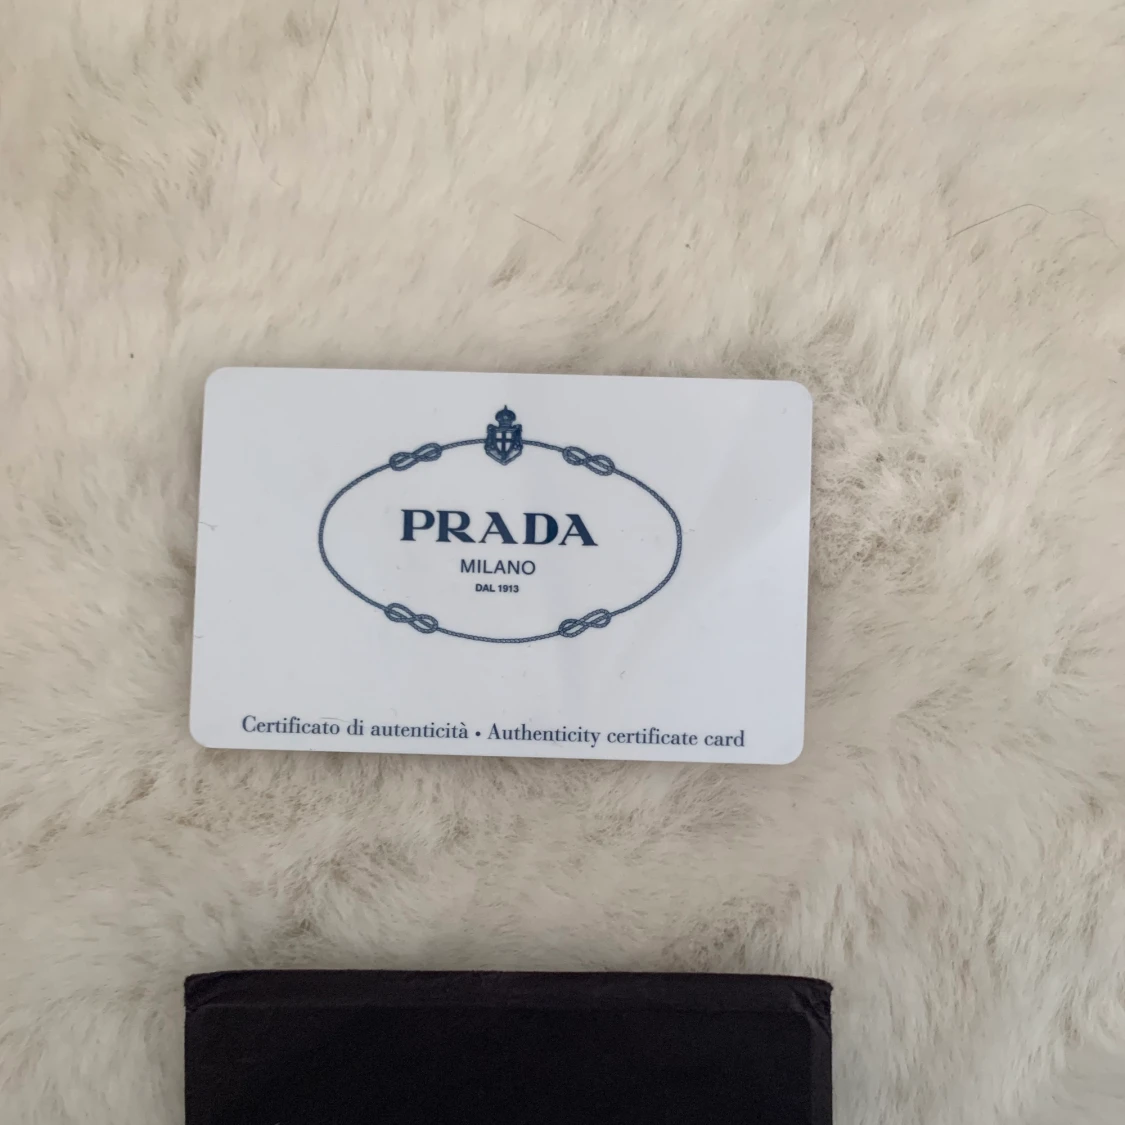 PRADA
MILANO
DAL 1913
Certificato di autenticità • Authenticity certificate card